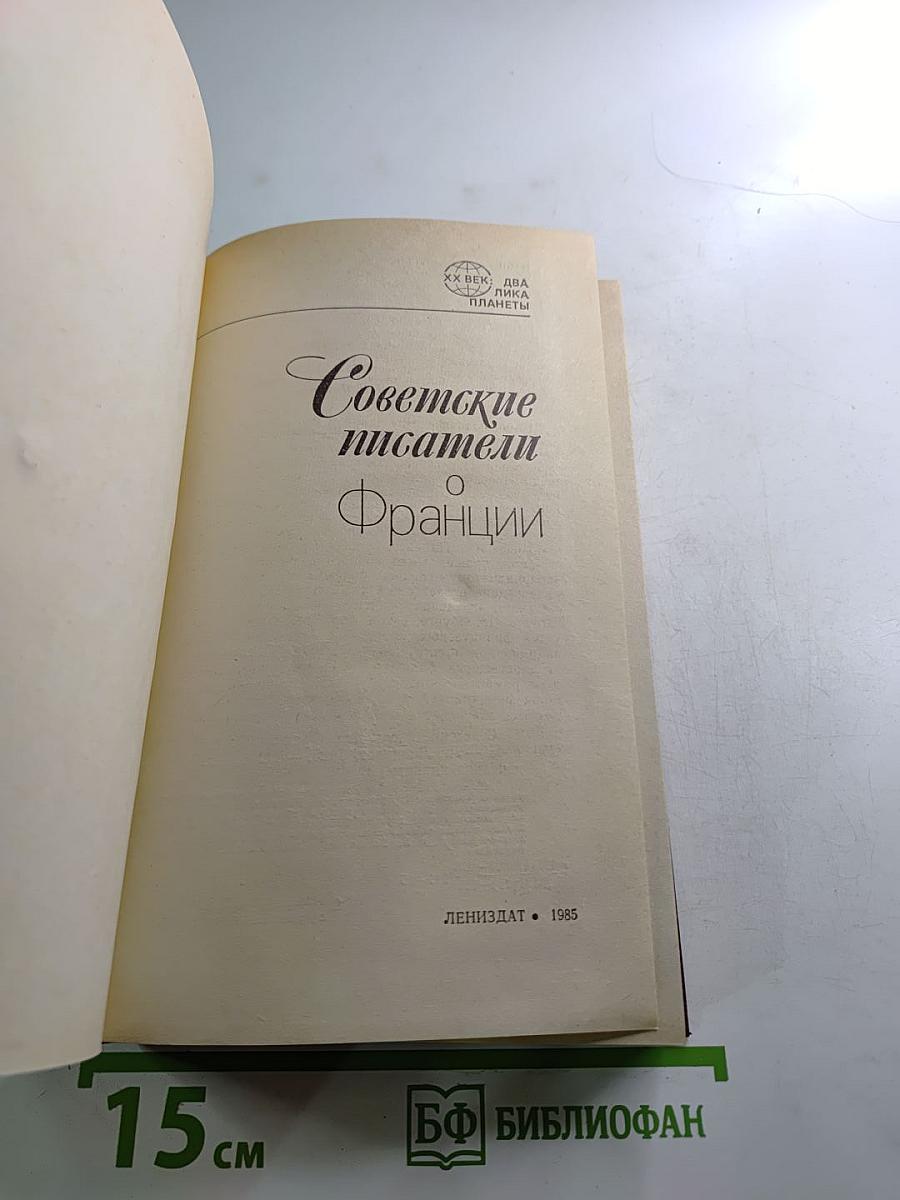 XX ВЕК: ДВА
ЛИКА
ПЛАНЕТЫ
Советские
писатели
о
Франции
ЛЕНИЗДАТ • 1985
15 см
БФ БИБЛИОФАН